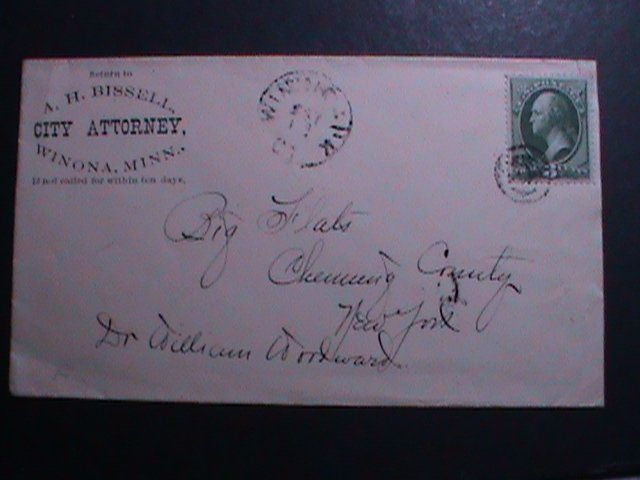 Return to
A. H. BISSELL,
CITY ATTORNEY,
WINONA, MINN.,
If not called for within ten days,
Big Flats
Chemung County
New York
Dr William Woodward